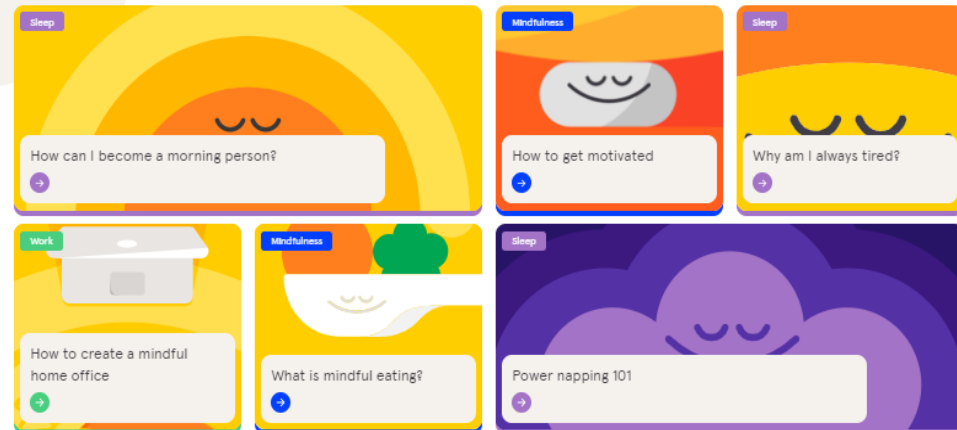 Sleep
How can I become a morning person?
Mindfulness
How to get motivated
Sleep
Why am I always tired?
Work
How to create a mindful
home office
Mindfulness
What is mindful eating?
Sleep
Power napping 101